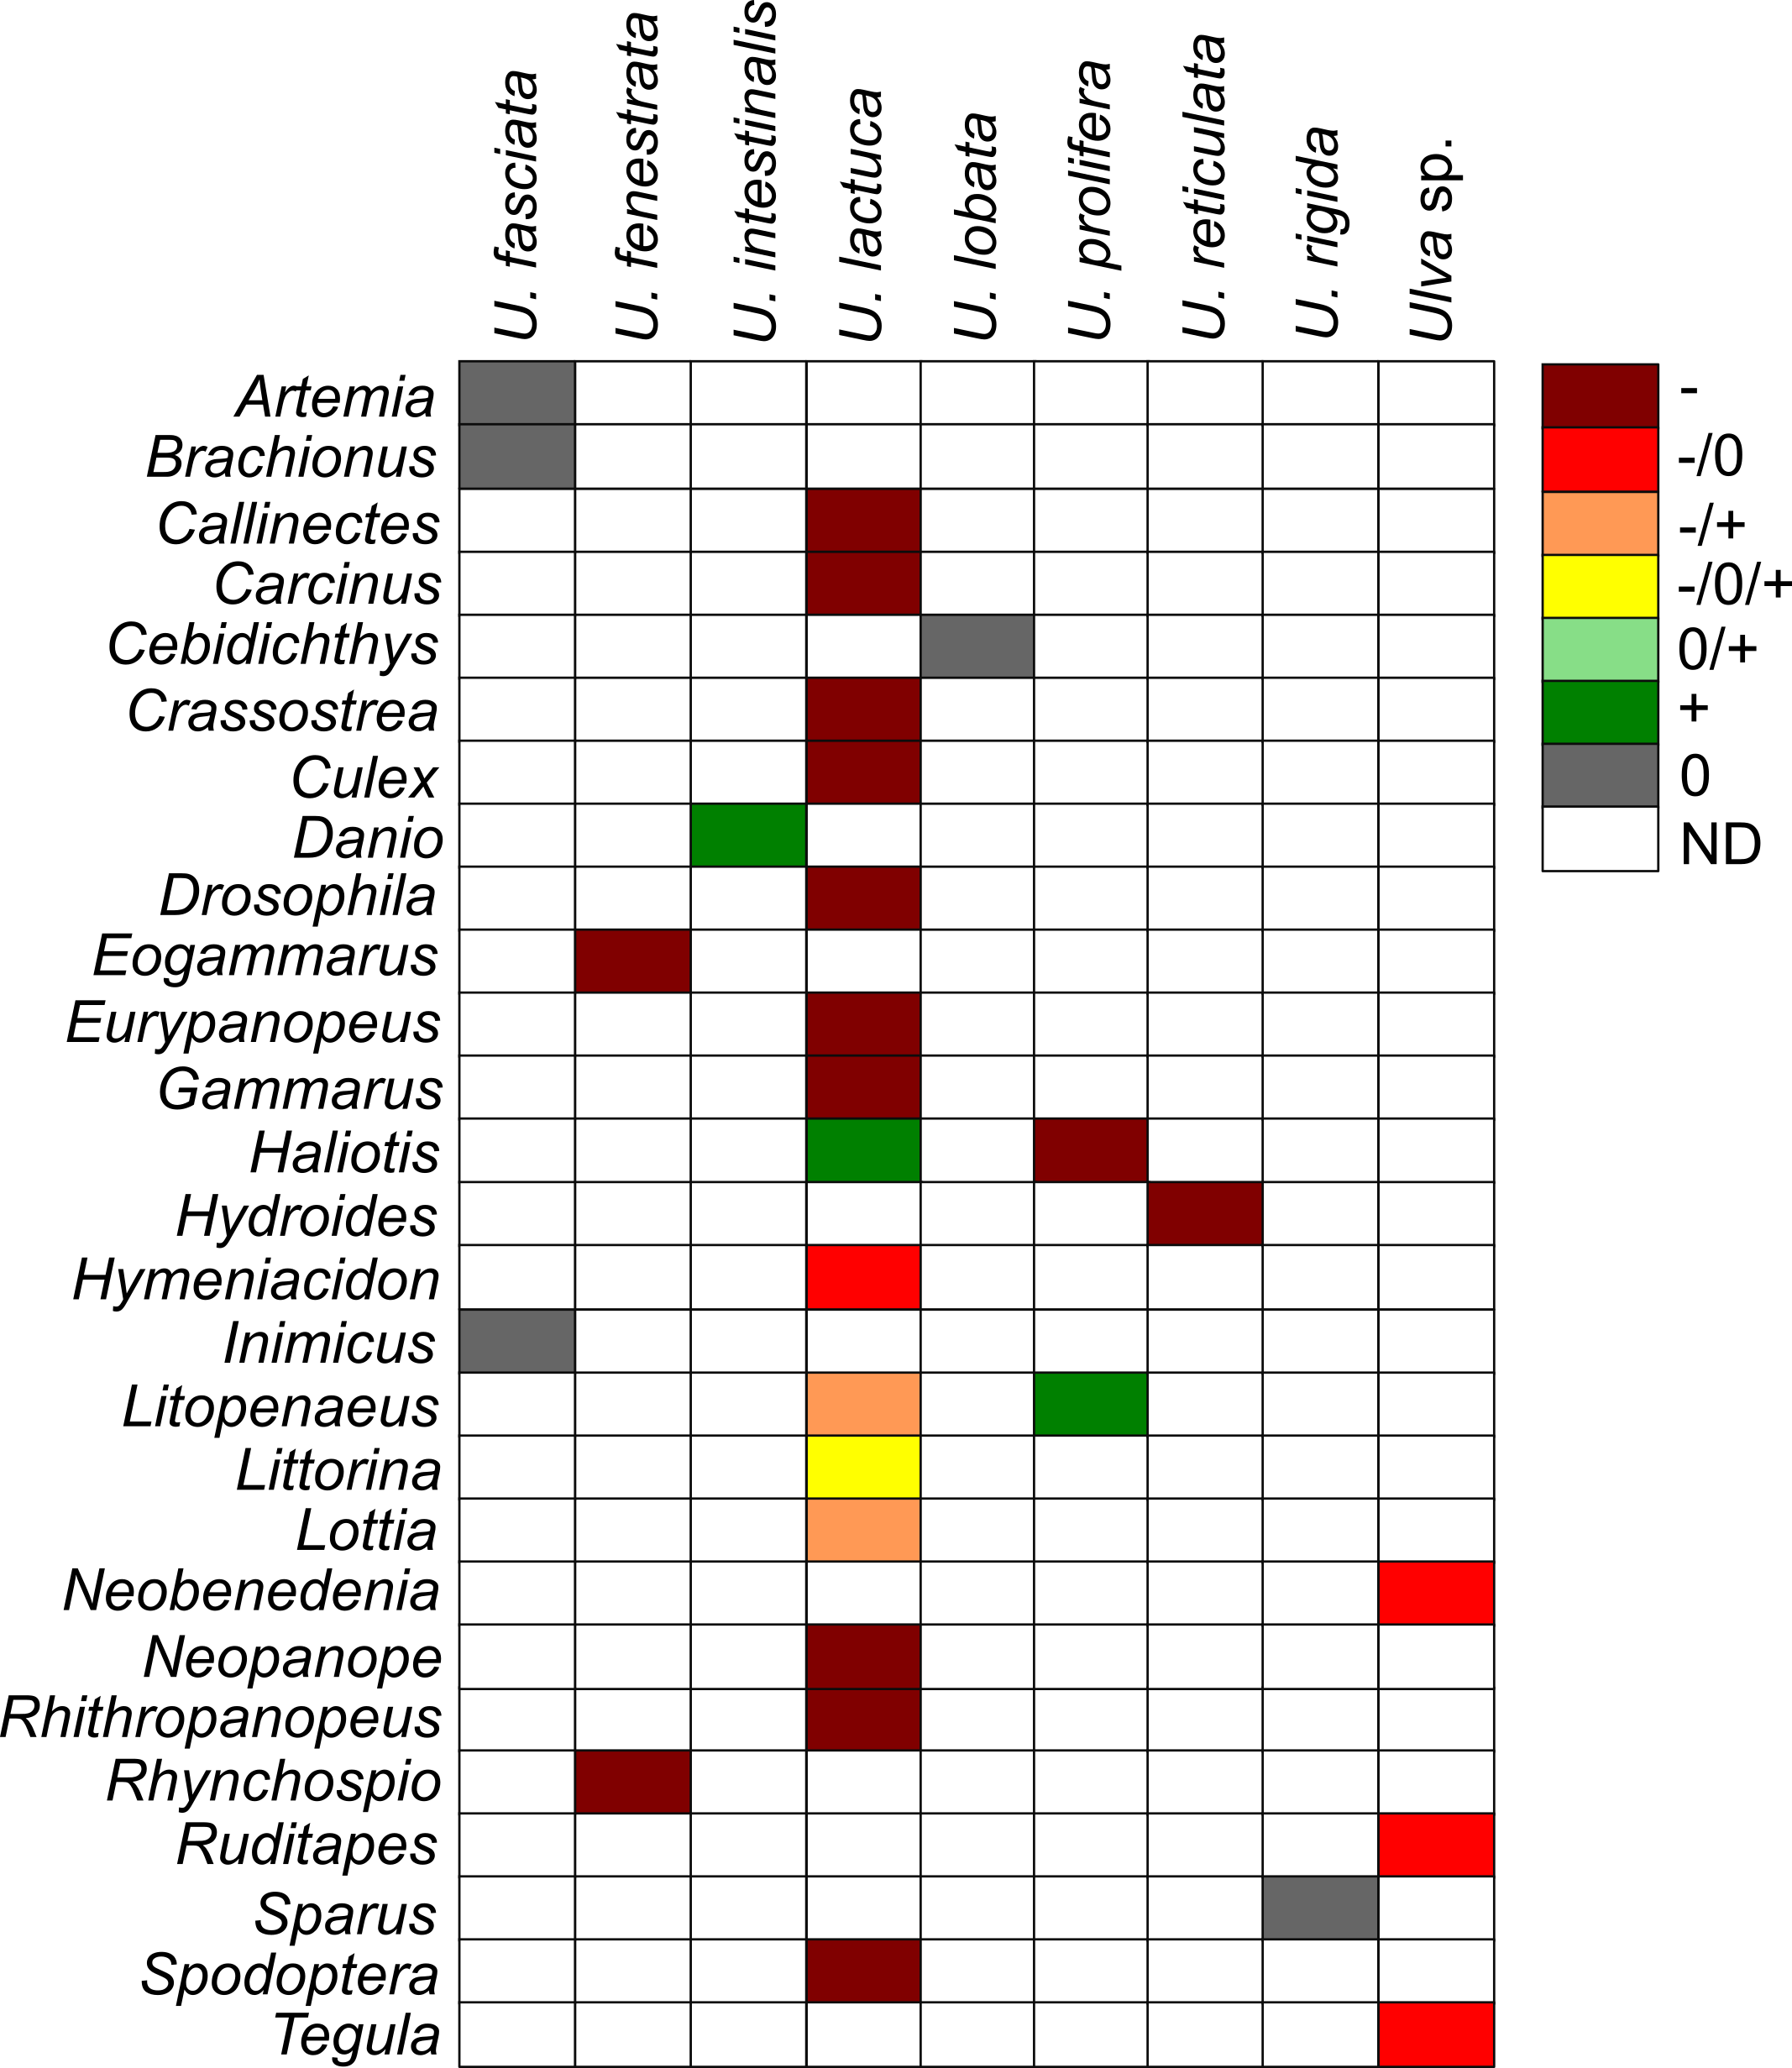 U. fasciata
U. fenestrata
U. intestinalis
U. lactuca
U. lobata
U. prolifera
U. reticulata
U. rigida
Ulva sp.
Artemia
Brachionus
Callinectes
Carcinus
Cebidichthys
Crassostrea
Culex
Danio
Drosophila
Eogammarus
Eurypanopeus
Gammarus
Haliotis
Hydroides
Hymeniacidon
Inimicus
Litopenaeus
Littorina
Lottia
Neobenedenia
Neopanope
Rhithropanopeus
Rhynchospio
Ruditapes
Sparus
Spodoptera
Tegula
-
-/0
-/+
-/0/+
0/+
+
0
ND